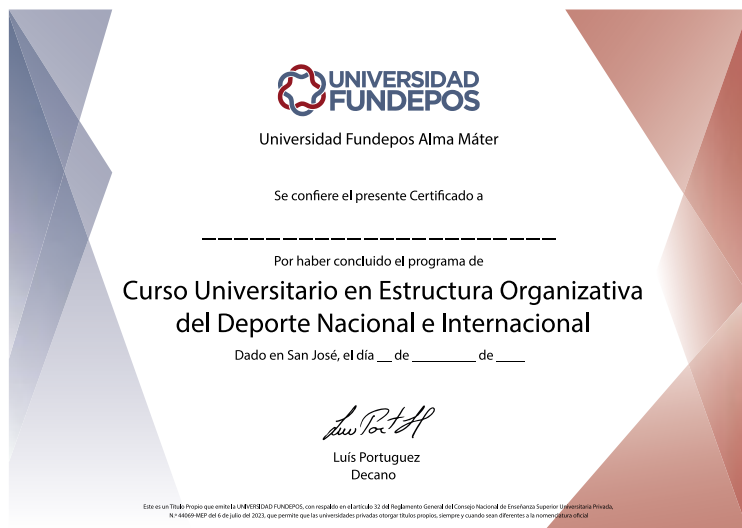 UNIVERSIDAD
FUNDEPOS
Universidad Fundepos Alma Máter
Se confiere el presente Certificado a
______________________
Por haber concluido el programa de
Curso Universitario en Estructura Organizativa
del Deporte Nacional e Internacional
Dado en San José, el día __ de ________ de ____
Luís Portuguez
Decano
Este es un Título Propio que emite la UNIVERSIDAD FUNDEPOS, con respaldo en el artículo 32 del Reglamento General del Consejo Nacional de Enseñanza Superior Universitaria Privada,
N.º 44069-MEP del 6 de julio del 2023, que permite que las universidades privadas otorgar títulos propios, siempre y cuando sean diferentes a la nomenclatura oficial